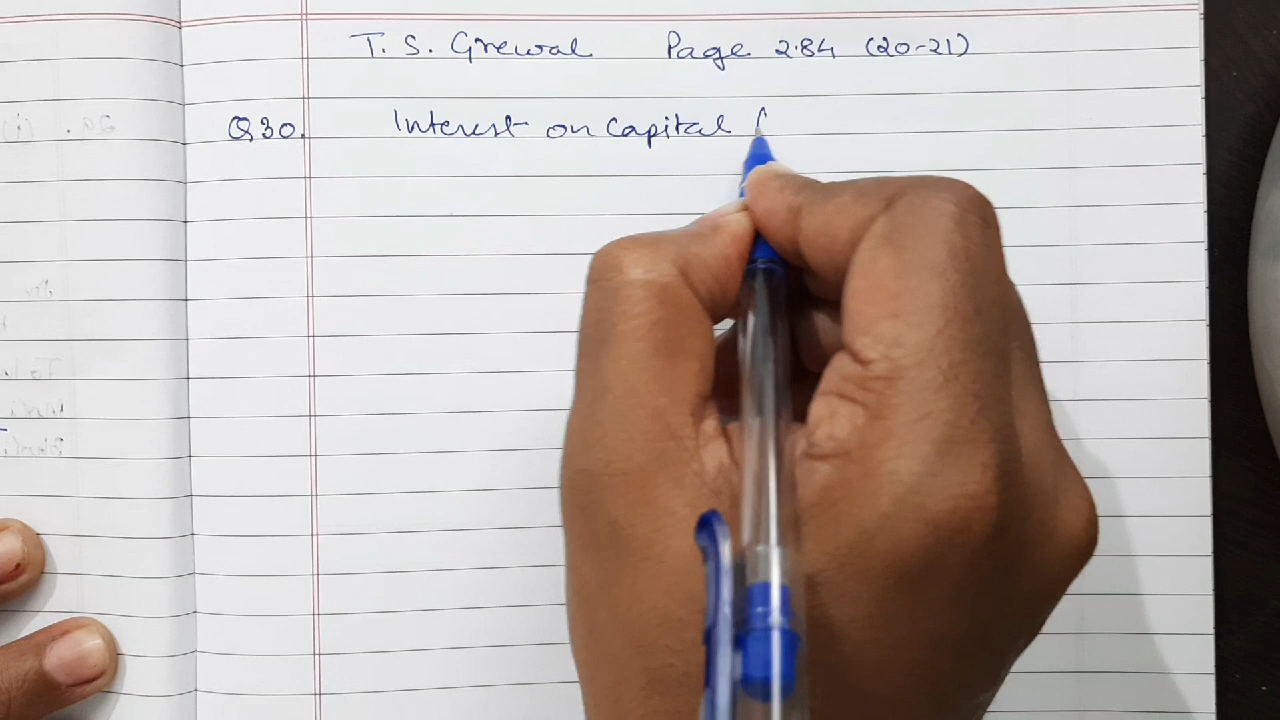 T. S. Grewal Page 2.84 (20-21)
Q30. Interest on Capital (